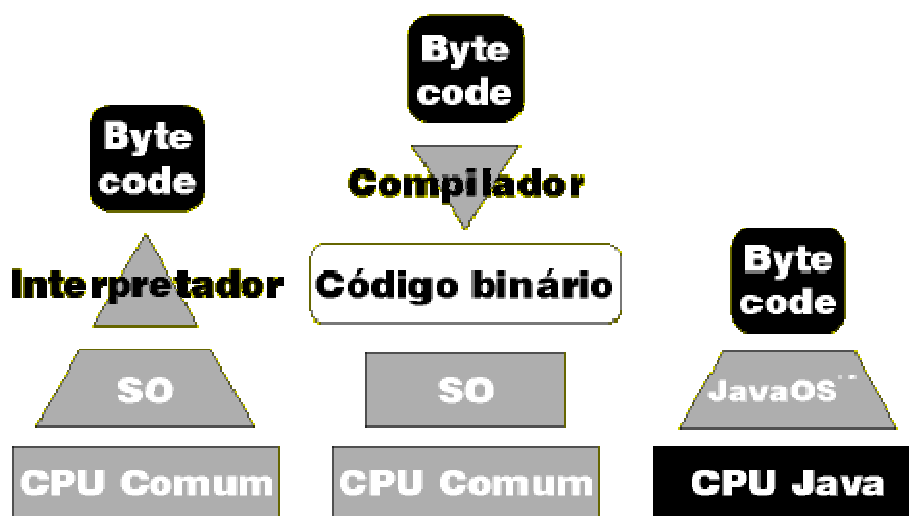 Byte
code
Interpretador
SO
CPU Comum
Byte
code
Compilador
Código binário
SO
CPU Comum
Byte
code
JavaOS
CPU Java